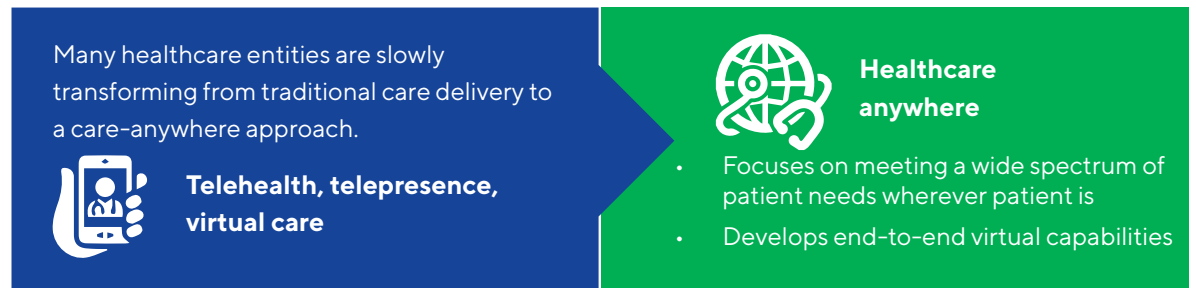 Many healthcare entities are slowly
transforming from traditional care delivery to
a care-anywhere approach.
Telehealth, telepresence,
virtual care
Healthcare
anywhere
• Focuses on meeting a wide spectrum of
patient needs wherever patient is
• Develops end-to-end virtual capabilities